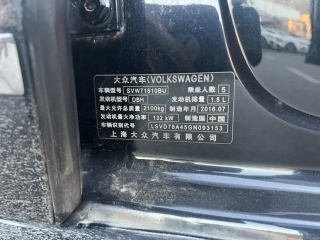 大众汽车(VOLKSWAGEN)
车辆型号 SVW71810BU 乘坐人数 5
发动机型号 DBH 发动机排量 1.8 L
最大允许总质量 2100kg 制造年月 2016.07
发动机最大净功率 132 kW 制造国 中国
车辆识别代号 LSVD76A45GN093153
上海大众汽车有限公司